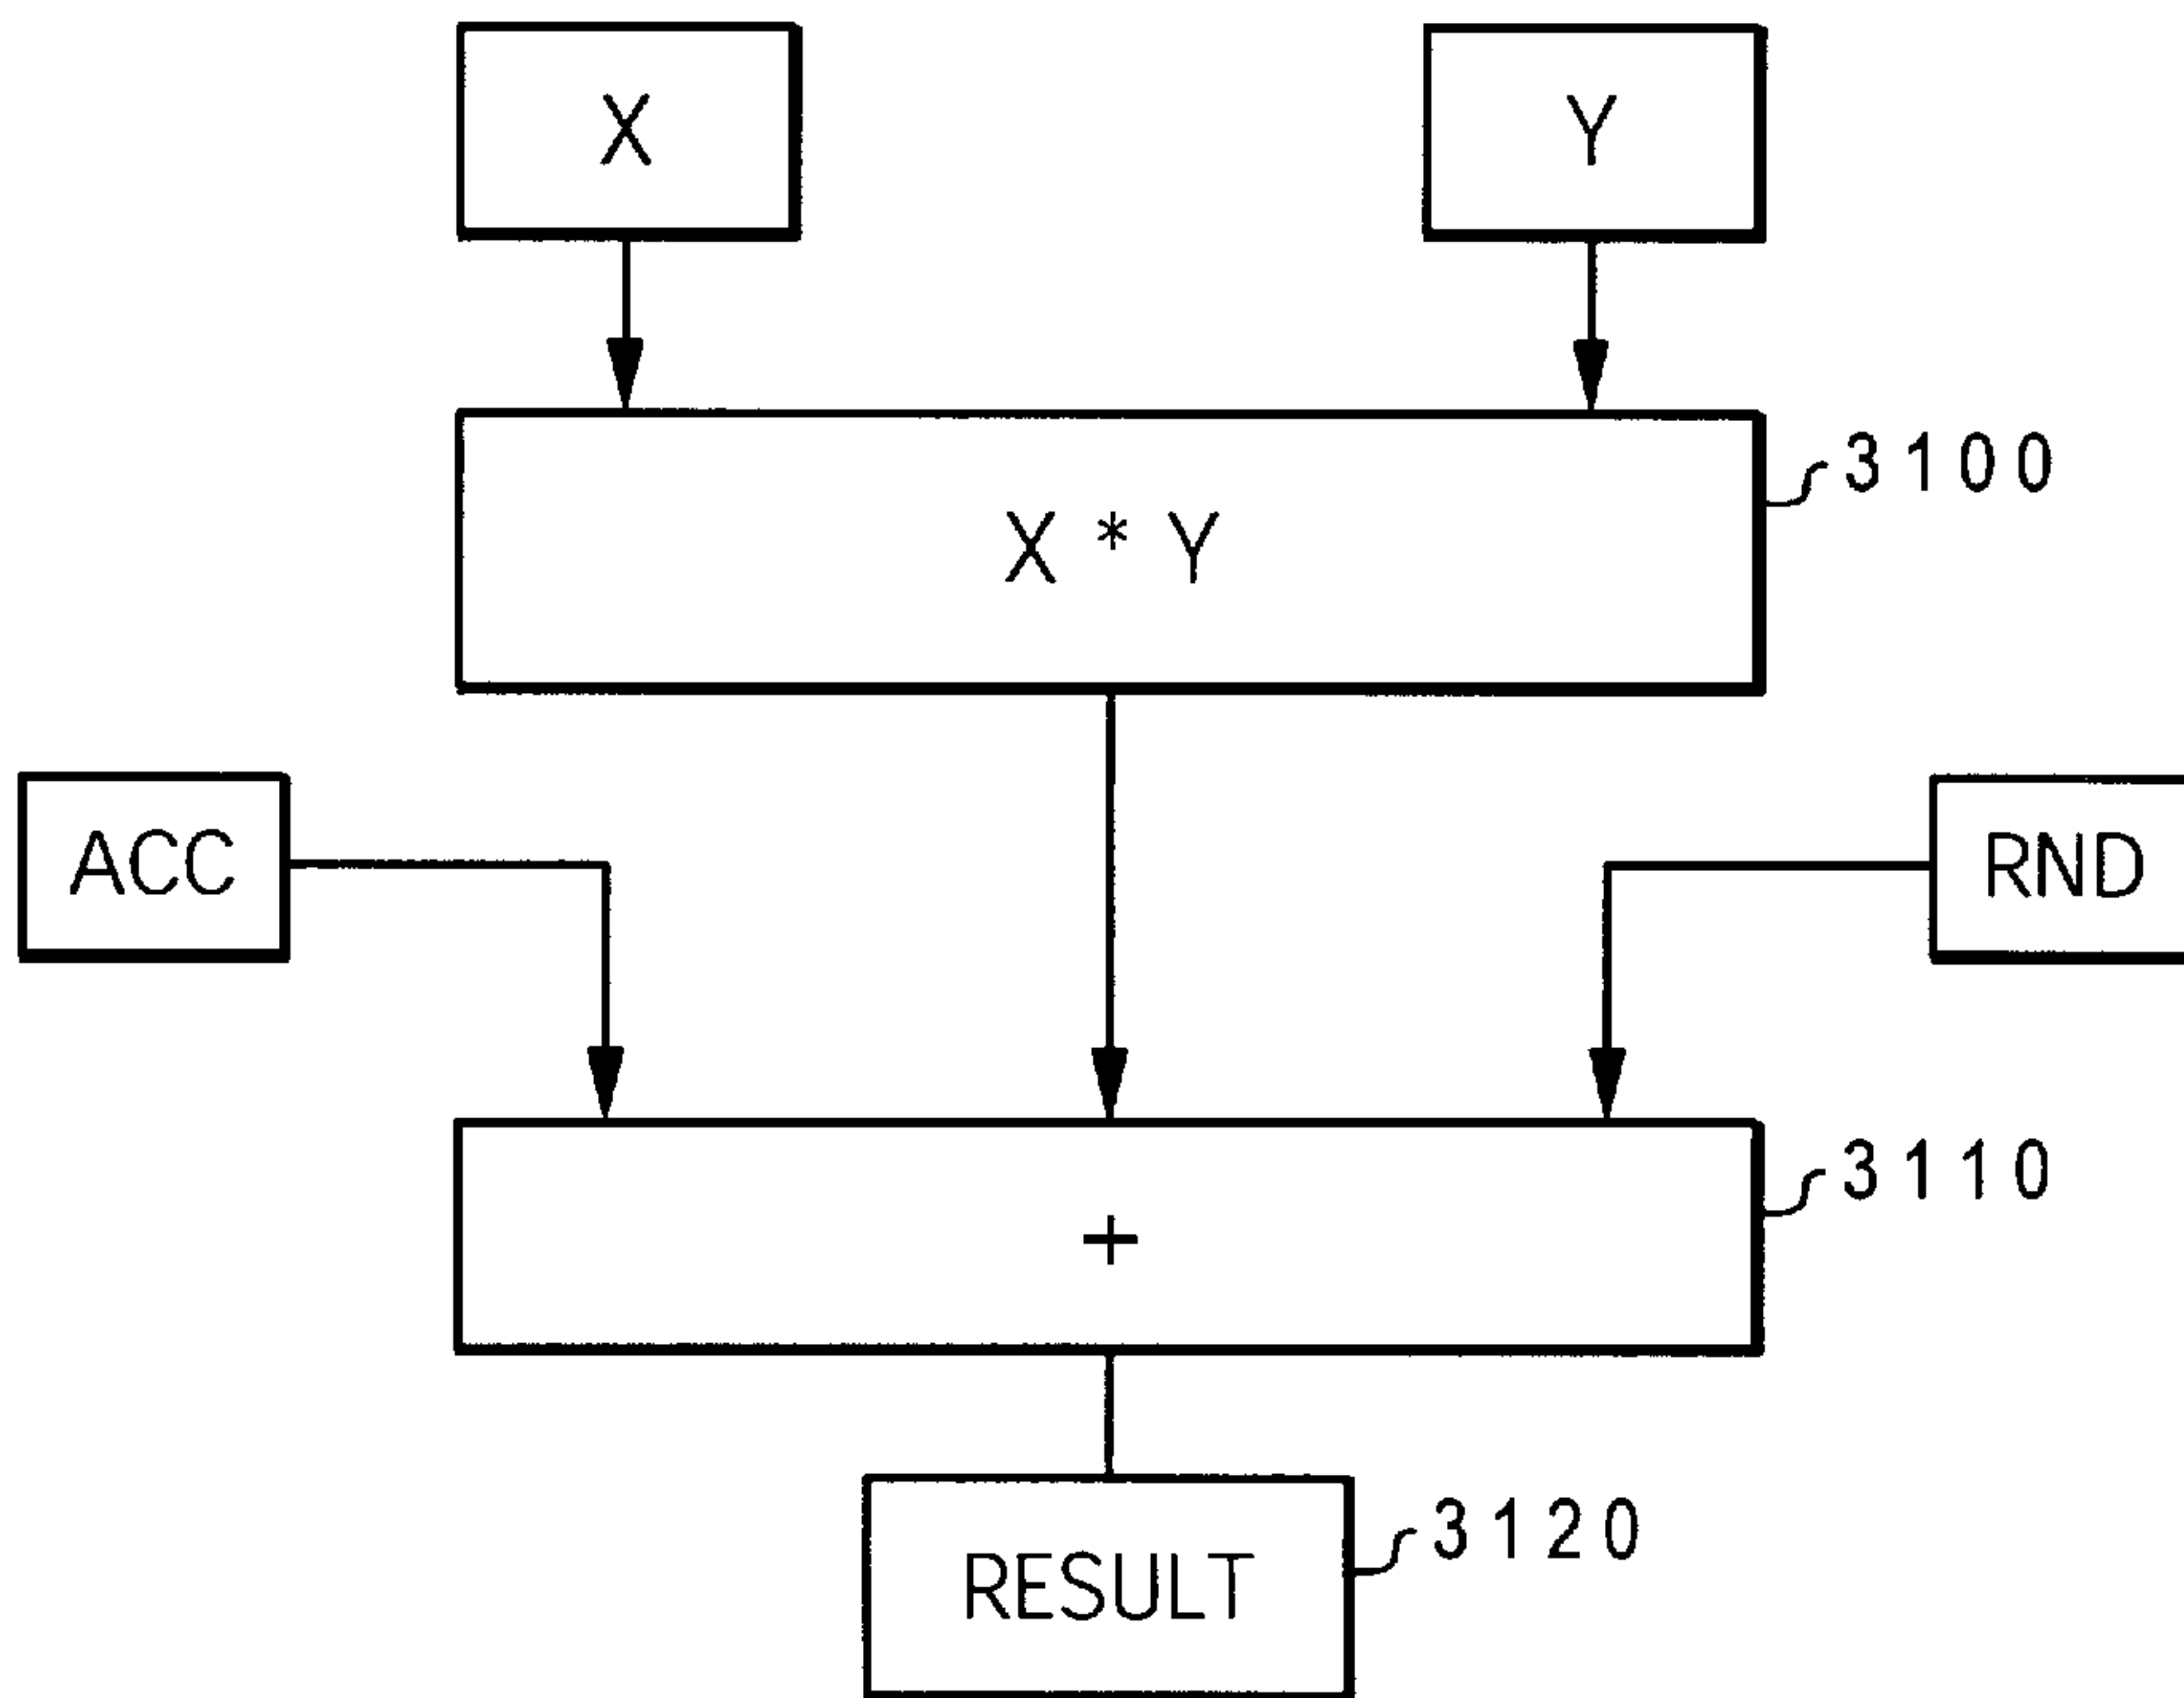 X
Y
3100
X * Y
ACC
RND
3110
+
3120
RESULT